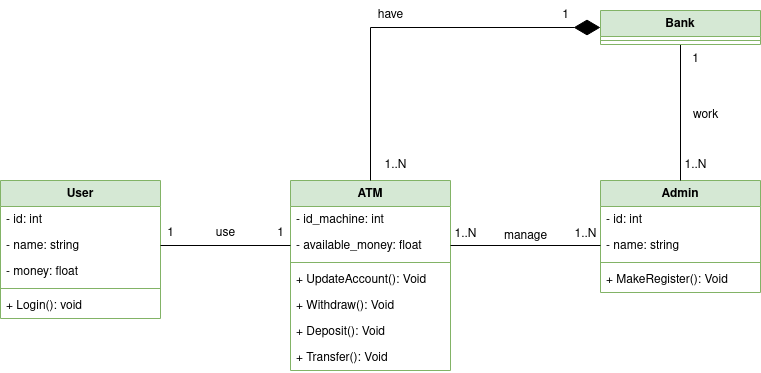 have
1
Bank
1
work
1..N
1..N
User
- id: int
- name: string
- money: float
+ Login(): void
1
use
1
ATM
- id_machine: int
- available_money: float
+ UpdateAccount(): Void
+ Withdraw(): Void
+ Deposit(): Void
+ Transfer(): Void
1..N
manage
1..N
Admin
- id: int
- name: string
+ MakeRegister(): Void